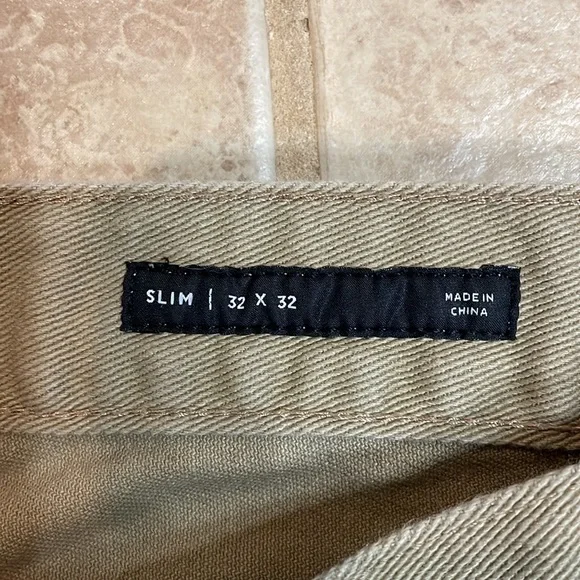 SLIM | 32 X 32
MADE IN
CHINA